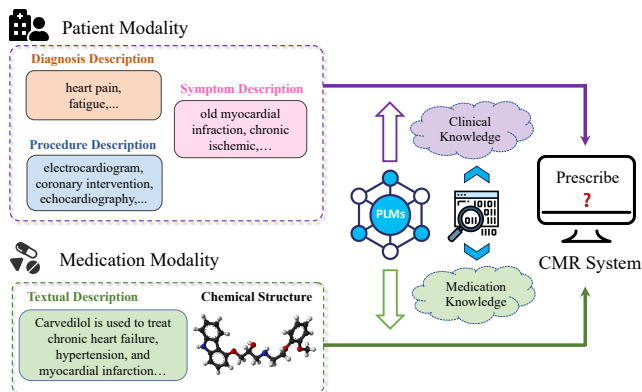 Patient Modality
Diagnosis Description
heart pain,
fatigue,...
Symptom Description
old myocardial
infraction, chronic
ischemic,…
Procedure Description
electrocardiogram,
coronary intervention,
echocardiography,...
Clinical
Knowledge
PLMs
Medication
Knowledge
Prescribe
?
CMR System
Medication Modality
Textual Description
Carvedilol is used to treat
chronic heart failure,
hypertension, and
myocardial infarction…
Chemical Structure